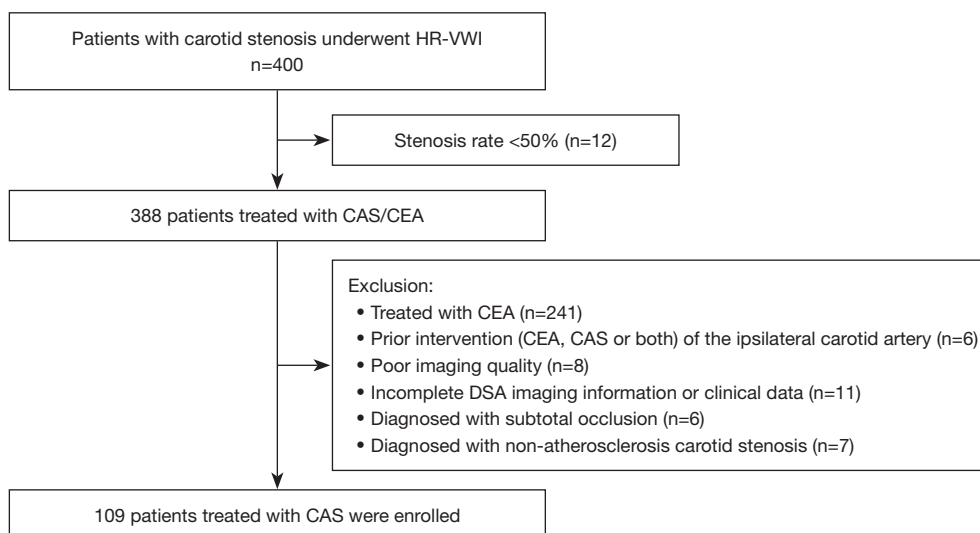 Patients with carotid stenosis underwent HR-VWI
n=400
Stenosis rate <50% (n=12)
388 patients treated with CAS/CEA
Exclusion:
• Treated with CEA (n=241)
• Prior intervention (CEA, CAS or both) of the ipsilateral carotid artery (n=6)
• Poor imaging quality (n=8)
• Incomplete DSA imaging information or clinical data (n=11)
• Diagnosed with subtotal occlusion (n=6)
• Diagnosed with non-atherosclerosis carotid stenosis (n=7)
109 patients treated with CAS were enrolled